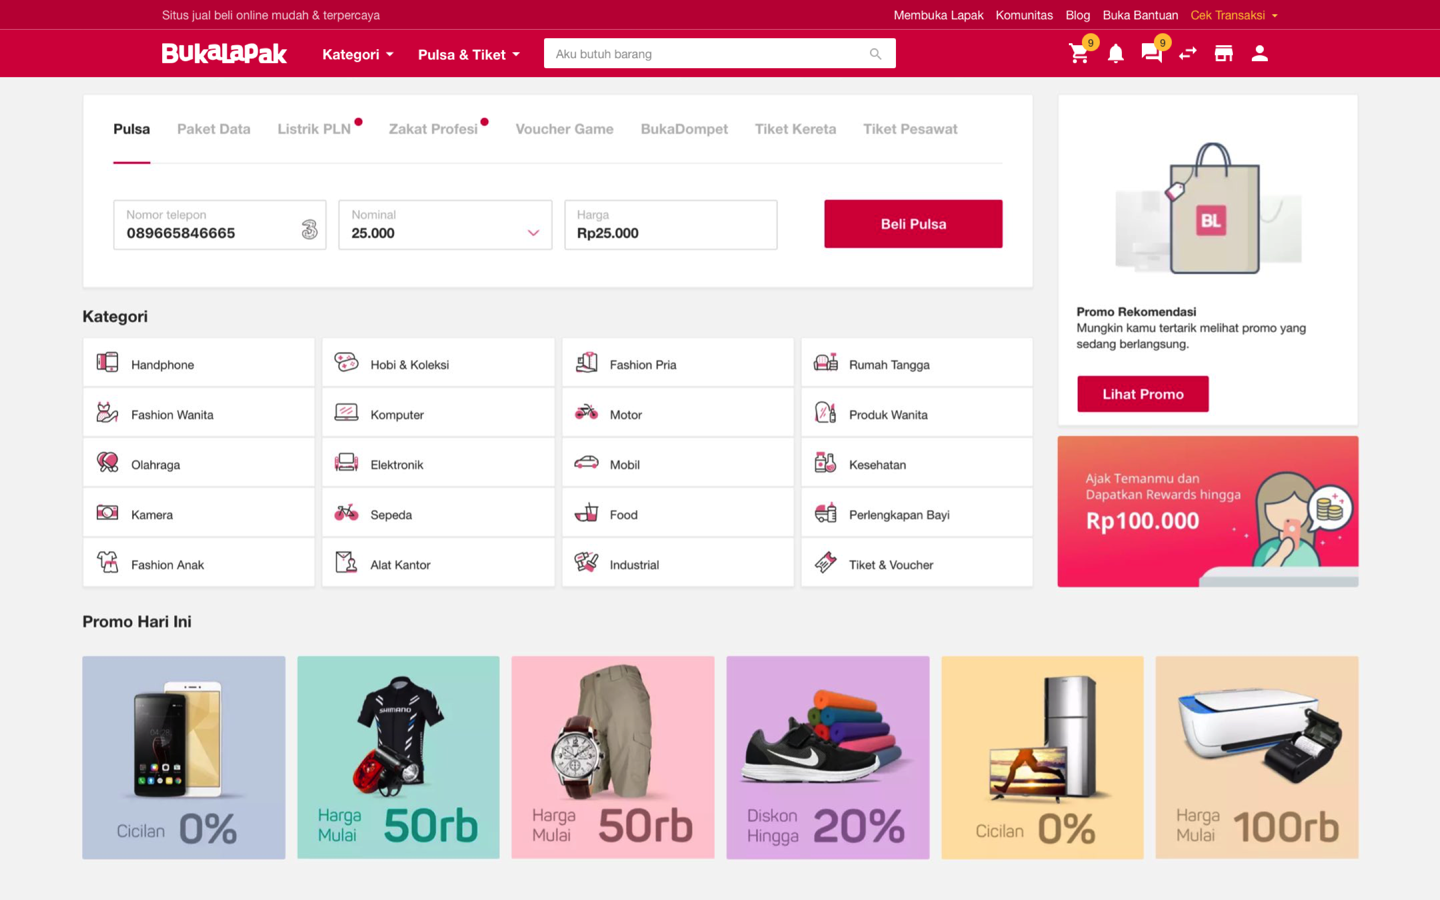 Situs jual beli online mudah & terpercaya
Membuka Lapak Komunitas Blog Buka Bantuan Cek Transaksi
BukaLapak Kategori Pulsa & Tiket Aku butuh barang 9 9
Pulsa Paket Data Listrik PLN Zakat Profesi Voucher Game BukaDompet Tiket Kereta Tiket Pesawat
Nomor telepon
089665846665
3
Nominal
25.000
Harga
Rp25.000
Beli Pulsa
BL
Promo Rekomendasi
Mungkin kamu tertarik melihat promo yang
sedang berlangsung.
Lihat Promo
Kategori
Handphone Hobi & Koleksi Fashion Pria Rumah Tangga
Fashion Wanita Komputer Motor Produk Wanita
Olahraga Elektronik Mobil Kesehatan
Kamera Sepeda Food Perlengkapan Bayi
Fashion Anak Alat Kantor Industrial Tiket & Voucher
Ajak Temanmu dan
Dapatkan Rewards hingga
Rp100.000
Promo Hari Ini
Cicilan 0%
SHIMANO
Harga
Mulai 50rb
Harga
Mulai 50rb
Diskon
Hingga 20%
Cicilan 0%
Harga
Mulai 100rb